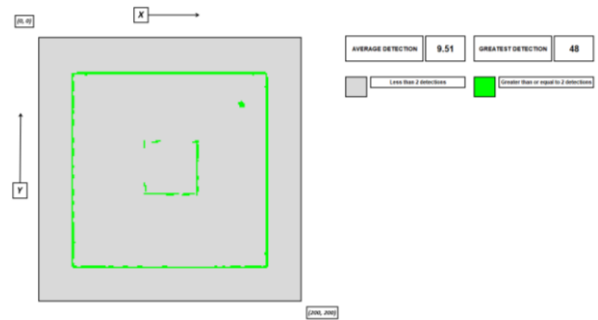 [0, 0]
X
AVERAGE DETECTION 9.51 GREATEST DETECTION 48
Less than 2 detections Greater than or equal to 2 detections
Y
[200, 200]